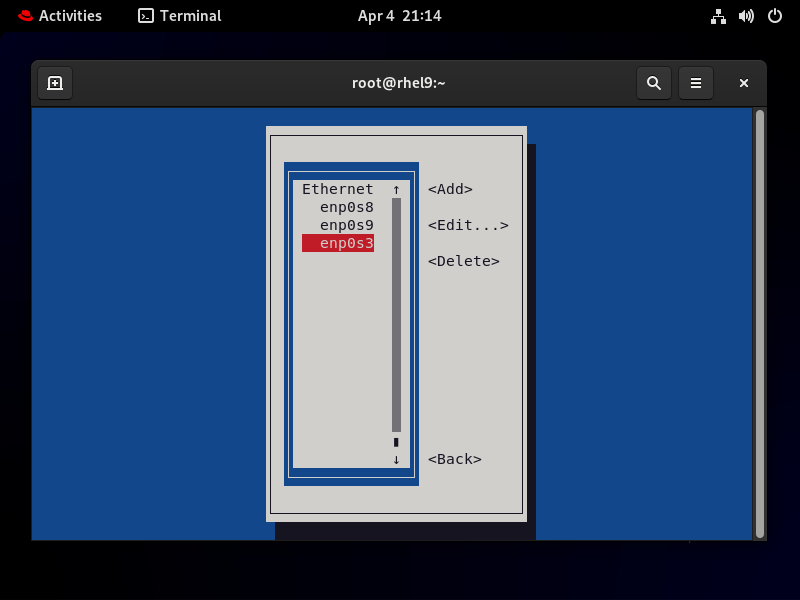 Activities Terminal Apr 4 21:14
root@rhel9:~
Ethernet ↑ <Add>
enp0s8
enp0s9 <Edit...>
enp0s3
<Delete>
↓ <Back>